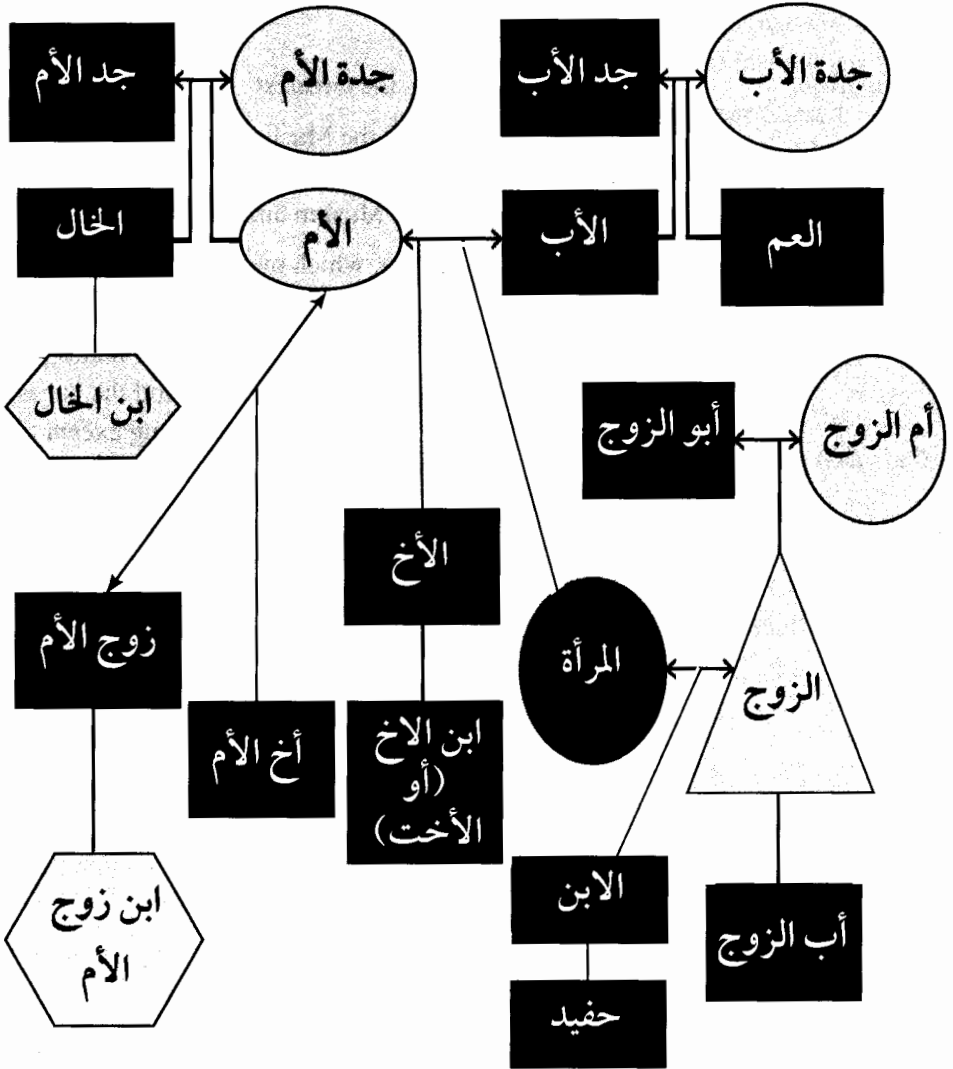 جدة الأب
جد الأب
جدة الأم
جد الأم
العم
الأب
الأم
الخال
أم الزوج
أبو الزوج
ابن الخال
الأخ
زوج الأم
المرأة
الزوج
أخ الأم
ابن الاخ
(أو
الأخت)
الابن
أب الزوج
ابن زوج
الأم
حفيد